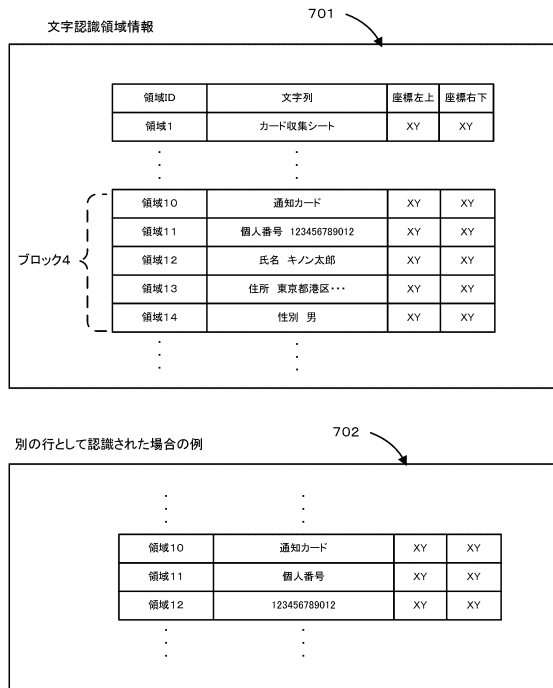 701
文字認識領域情報
領域ID 文字列 座標左上 座標右下
領域1 カード収集シート XY XY
領域10 通知カード XY XY
領域11 個人番号 123456789012 XY XY
ブロック4 領域12 氏名 キノン太郎 XY XY
領域13 住所 東京都港区・・・ XY XY
領域14 性別 男 XY XY
702
別の行として認識された場合の例
領域10 通知カード XY XY
領域11 個人番号 XY XY
領域12 123456789012 XY XY